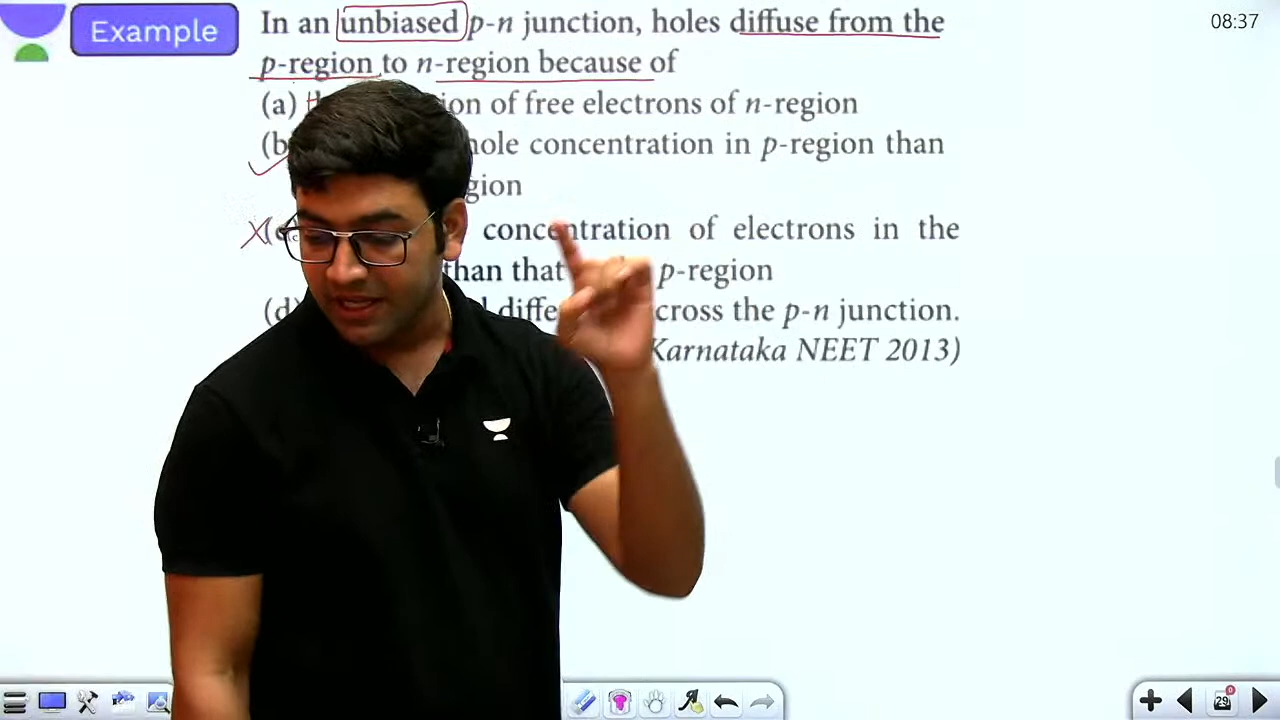 Example
08:37
In an unbiased p-n junction, holes diffuse from the
p-region to n-region because of
(a) of free electrons of n-region
hole concentration in p-region than
concentration of electrons in the
than that p-region
(d) across the p-n junction.
Karnataka NEET 2013)
29